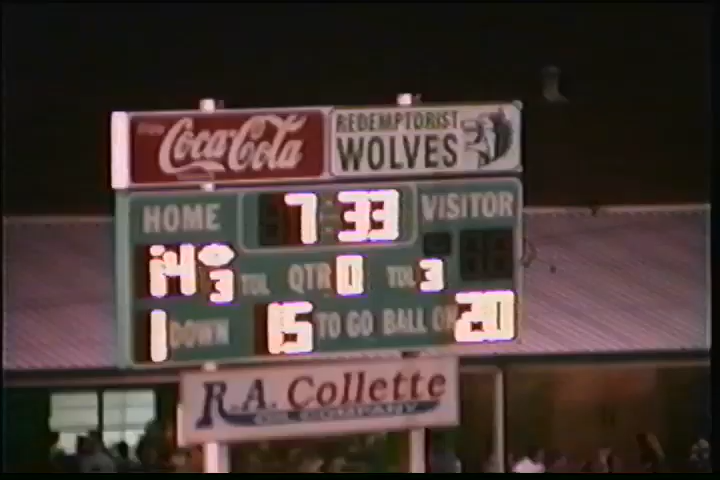 Coca-Cola
REDEMPTORIST
WOLVES
HOME 7:33 VISITOR
14 3 TOL QTR 0 TOL 3
1 DOWN 15 TO GO BALL ON 20
R.A. Collette
OIL COMPANY